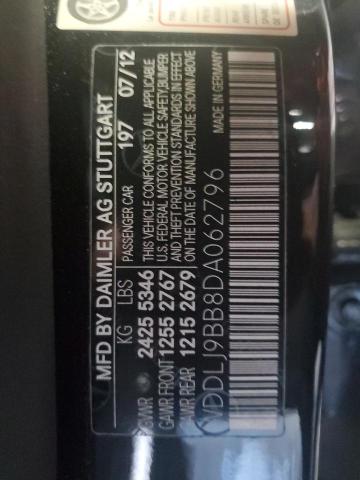 MFD BY DAIMLER AG STUTTGART
KG LBS PASSENGER CAR 197 07/12
GVWR 2425 5346 THIS VEHICLE CONFORMS TO ALL APPLICABLE
GAWR FRONT 1255 2767 U.S. FEDERAL MOTOR VEHICLE SAFETY,BUMPER
GAWR REAR 1215 2679 AND THEFT PREVENTION STANDARDS IN EFFECT
ON THE DATE OF MANUFACTURE SHOWN ABOVE
MADE IN GERMANY
WDDLJ9BB8DA062796